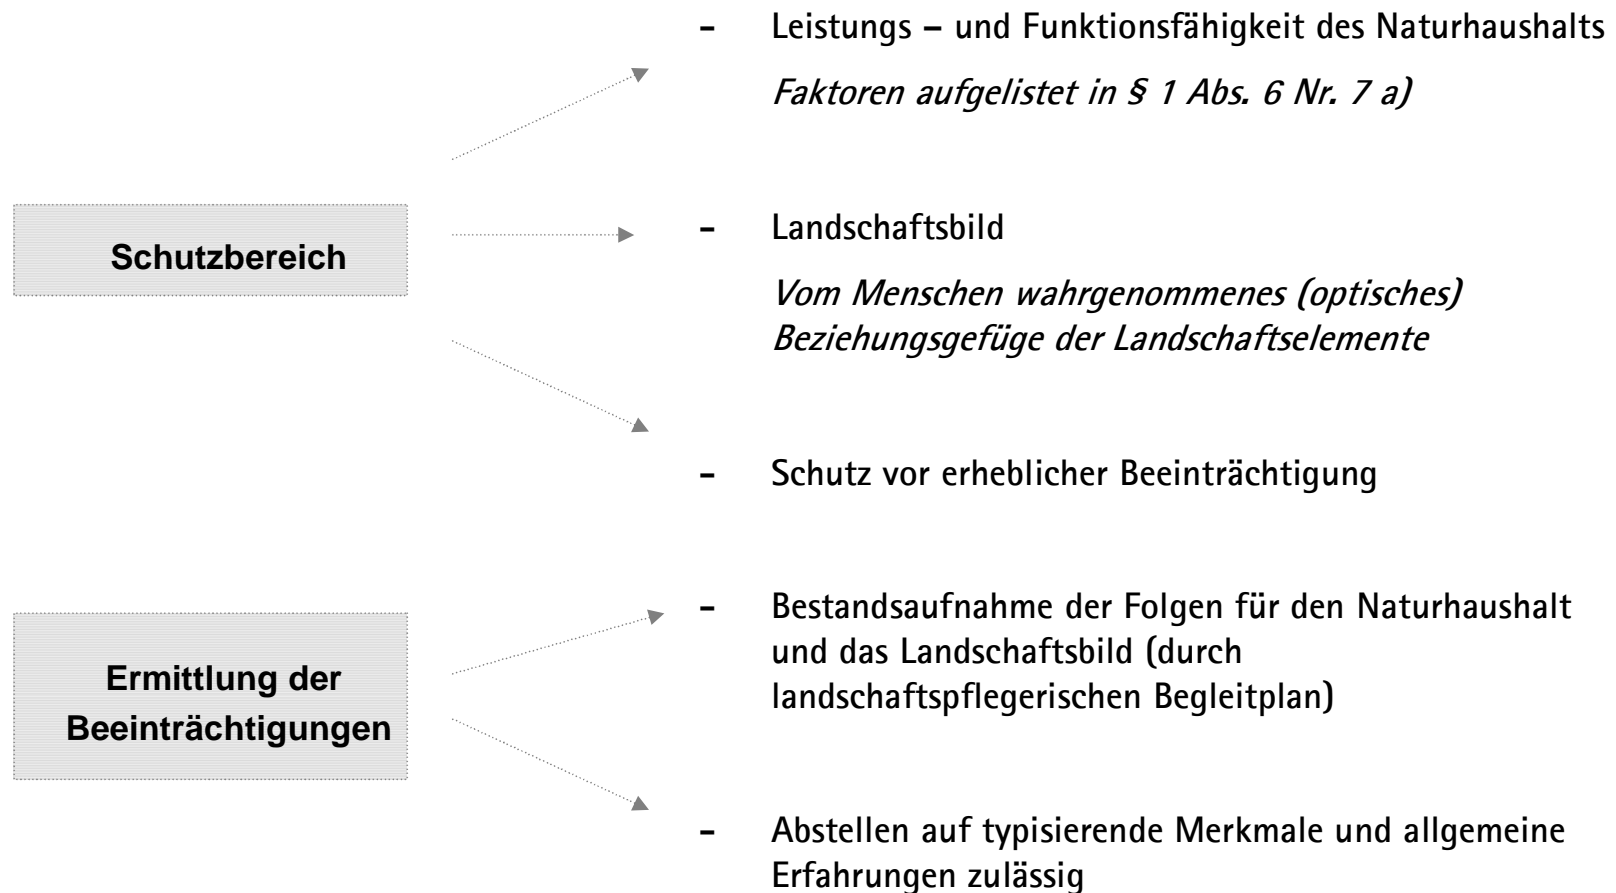 - Leistungs – und Funktionsfähigkeit des Naturhaushalts
Faktoren aufgelistet in § 1 Abs. 6 Nr. 7 a)
Schutzbereich
- Landschaftsbild
Vom Menschen wahrgenommenes (optisches)
Beziehungsgefüge der Landschaftselemente
- Schutz vor erheblicher Beeinträchtigung
Ermittlung der
Beeinträchtigungen
- Bestandsaufnahme der Folgen für den Naturhaushalt
und das Landschaftsbild (durch
landschaftspflegerischen Begleitplan)
- Abstellen auf typisierende Merkmale und allgemeine
Erfahrungen zulässig